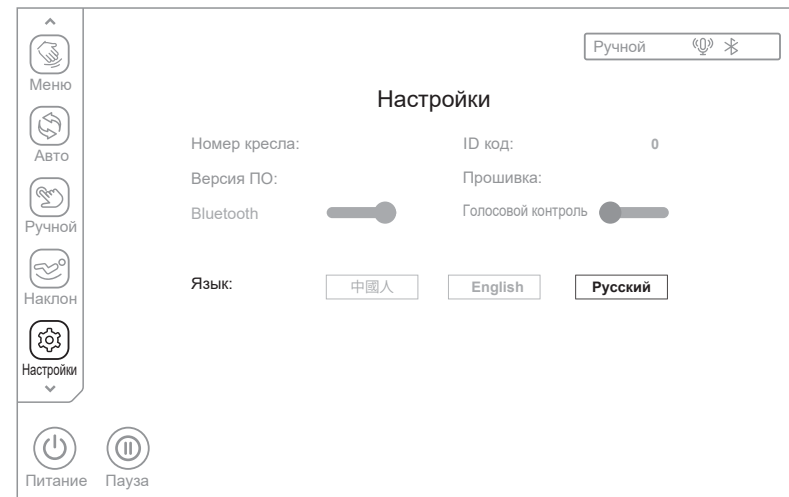 Ручной
Меню
Авто
Ручной
Наклон
Настройки
Питание
Пауза
Настройки
Номер кресла:
ID код: 0
Версия ПО:
Прошивка:
Bluetooth
Голосовой контроль
Язык:
中國人
English
Русский